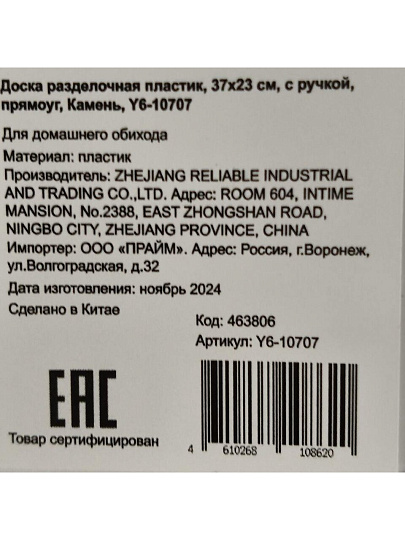 Доска разделочная пластик, 37x23 см, с ручкой,
прямоуг, Камень, Y6-10707
Для домашнего обихода
Материал: пластик
Производитель: ZHEJIANG RELIABLE INDUSTRIAL
AND TRADING CO.,LTD. Адрес: ROOM 604, INTIME
MANSION, No.2388, EAST ZHONGSHAN ROAD,
NINGBO CITY, ZHEJIANG PROVINCE, CHINA
Импортер: ООО «ПРАЙМ». Адрес: Россия, г.Воронеж,
ул.Волгоградская, д.32
Дата изготовления: ноябрь 2024
Сделано в Китае
Код: 463806
Артикул: Y6-10707
EAC
Товар сертифицирован
4 610268 108620